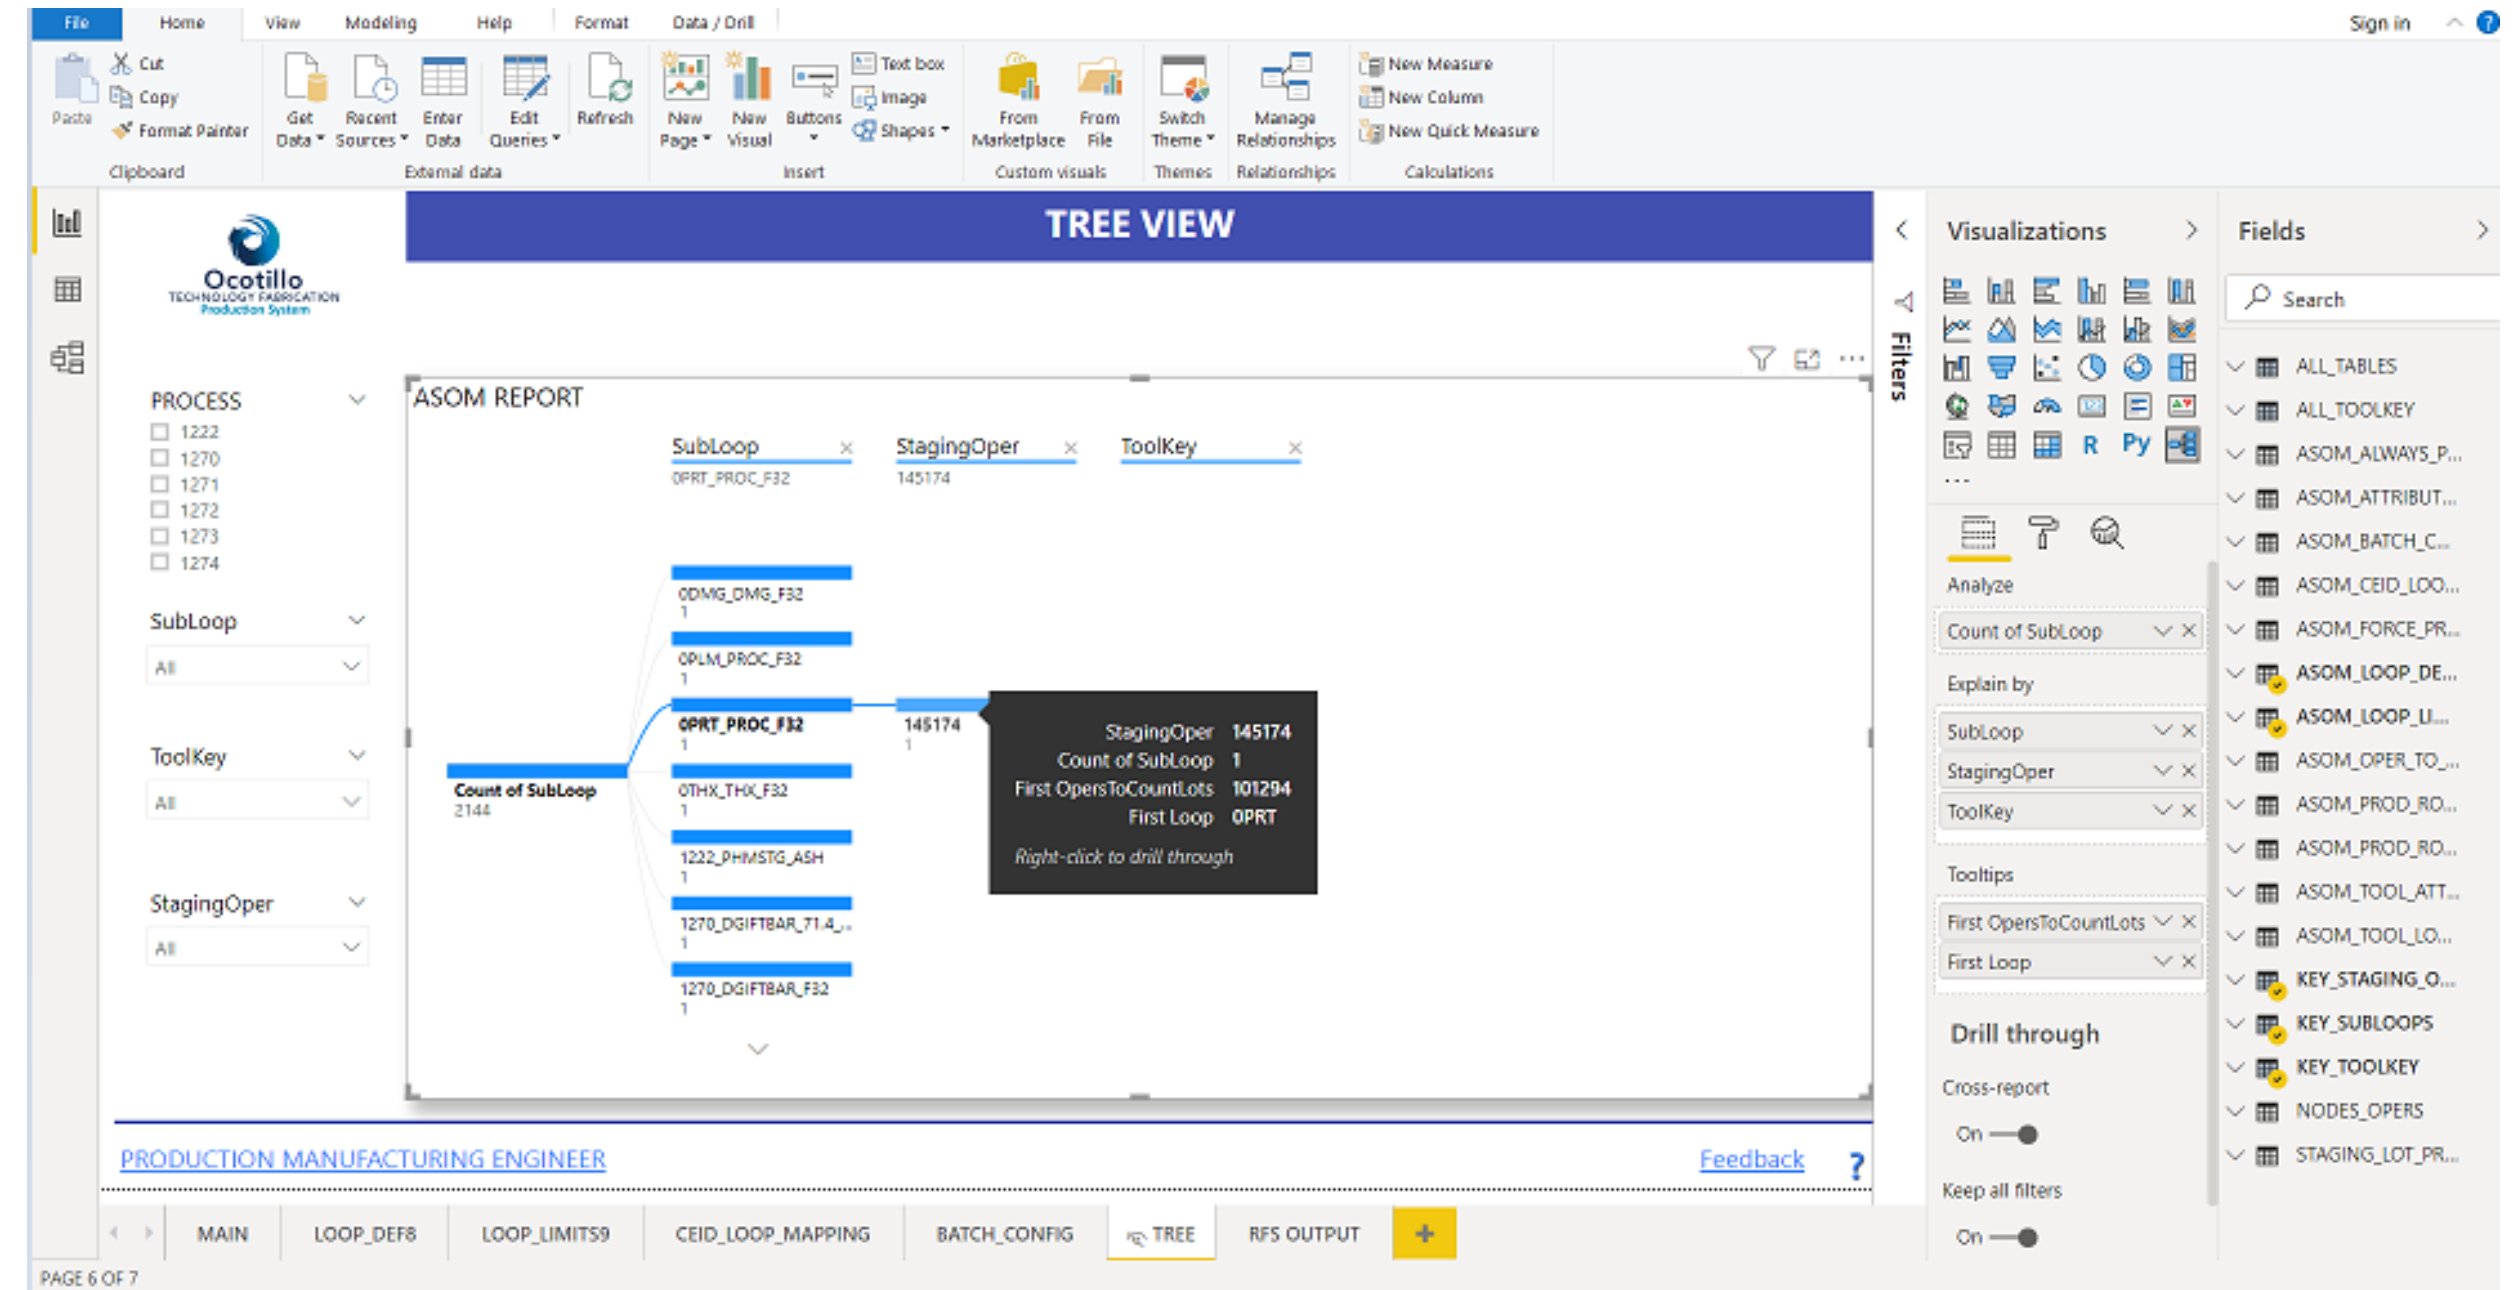 File Home View Modeling Help Format Data / Drill Sign in ?
Paste
Cut
Copy
Format Painter
Clipboard
Get Data
Recent Sources
Enter Data
Edit Queries
Refresh
External data
New Page
New Visual
Buttons
Text box
Image
Shapes
Insert
From Marketplace
From File
Custom visuals
Switch Theme
Themes
Manage Relationships
Relationships
New Measure
New Column
New Quick Measure
Calculations
Ocotillo
TECHNOLOGY FABRICATION
Production System
TREE VIEW
PROCESS
1222
1270
1271
1272
1273
1274
SubLoop
All
ToolKey
All
StagingOper
All
ASOM REPORT
SubLoop StagingOper ToolKey
0PRT_PROC_F32 145174
0DMG_DMG_F32
1
0PLM_PROC_F32
1
0PRT_PROC_F32
1
145174
1
0THX_THX_F32
1
Count of SubLoop
2144
1222_PHMSTG_ASH
1
1270_DGIFTBAR_71.4_...
1
1270_DGIFTBAR_F32
1
StagingOper 145174
Count of SubLoop 1
First OpersToCountLots 101294
First Loop 0PRT
Right-click to drill through
PRODUCTION MANUFACTURING ENGINEER
Feedback
?
MAIN LOOP_DEF8 LOOP_LIMITS9 CEID_LOOP_MAPPING BATCH_CONFIG TREE RFS OUTPUT +
PAGE 6 OF 7
Filters
Visualizations
R Py
...
Analyze
Count of SubLoop
Explain by
SubLoop
StagingOper
ToolKey
Tooltips
First OpersToCountLots
First Loop
Drill through
Cross-report
On
Keep all filters
On
Fields
Search
ALL_TABLES
ALL_TOOLKEY
ASOM_ALWAYS_P...
ASOM_ATTRIBUT...
ASOM_BATCH_C...
ASOM_CEID_LOO...
ASOM_FORCE_PR...
ASOM_LOOP_DE...
ASOM_LOOP_LI...
ASOM_OPER_TO_...
ASOM_PROD_RO...
ASOM_PROD_RO...
ASOM_TOOL_ATT...
ASOM_TOOL_LO...
KEY_STAGING_O...
KEY_SUBLOOPS
KEY_TOOLKEY
NODES_OPERS
STAGING_LOT_PR...